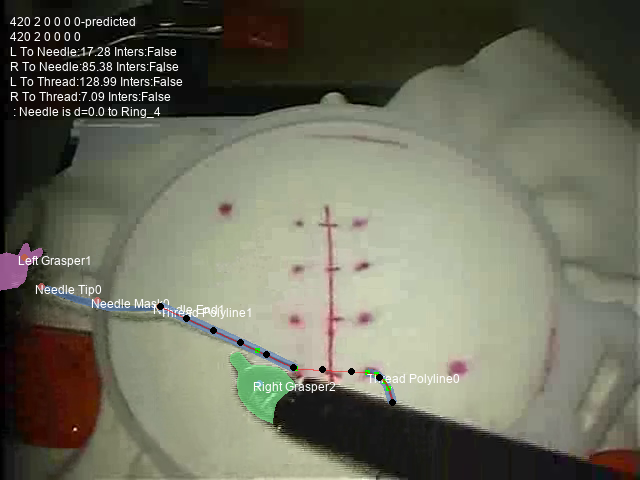 420 2 0 0 0 0-predicted
420 2 0 0 0 0
L To Needle:17.28 Inters:False
R To Needle:85.38 Inters:False
L To Thread:128.99 Inters:False
R To Thread:7.09 Inters:False
: Needle is d=0.0 to Ring_4
Left Grasper1
Needle Tip0
Needle Mask0
Thread Polyline1
Thread Polyline0
Right Grasper2